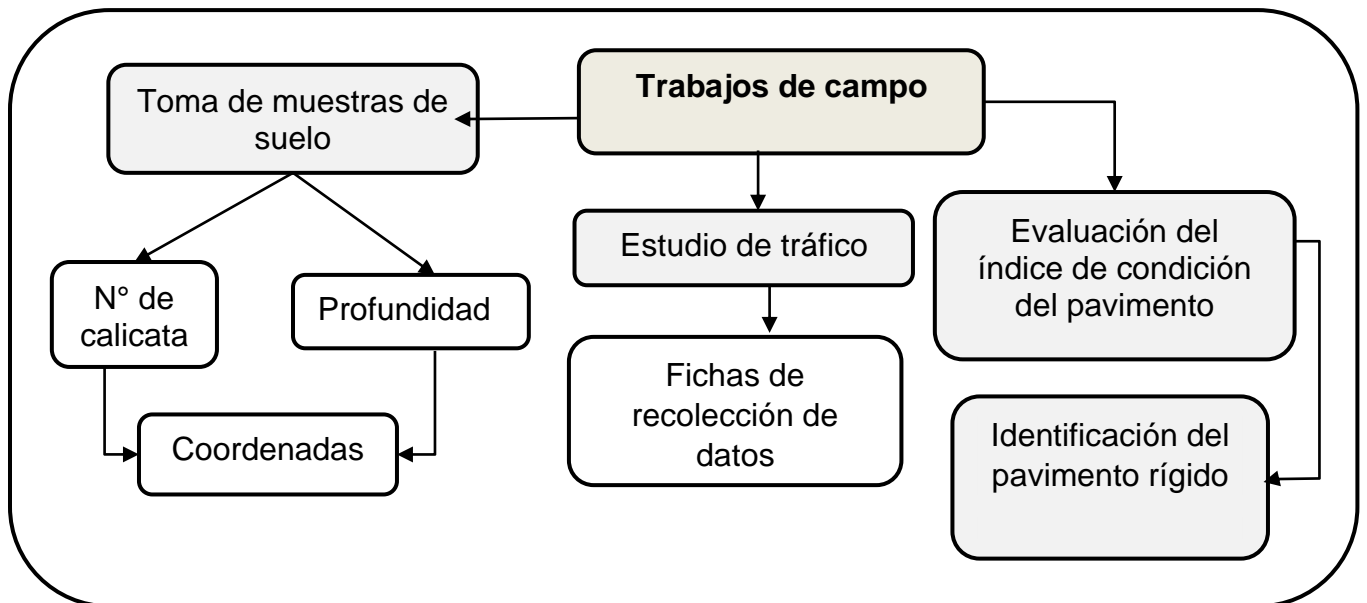 Trabajos de campo
Toma de muestras de
suelo
N° de
calicata
Profundidad
Coordenadas
Estudio de tráfico
Fichas de
recolección de
datos
Evaluación del
índice de condición
del pavimento
Identificación del
pavimento rígido